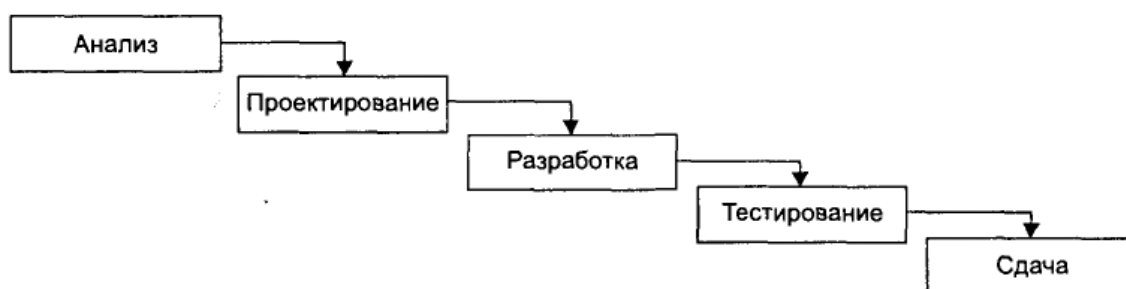 Анализ
Проектирование
Разработка
Тестирование
Сдача